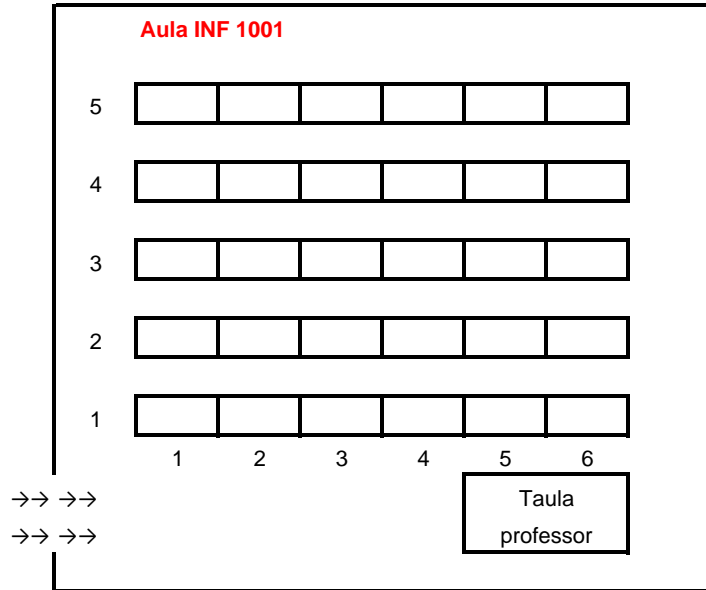 Aula INF 1001
5
4
3
2
1
1 2 3 4 5 6
→→ →→ Taula
→→ →→ professor